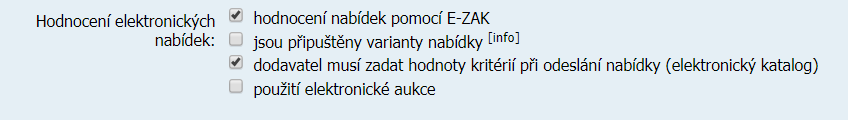 Hodnocení elektronických nabídek:
hodnocení nabídek pomocí E-ZAK
jsou připuštěny varianty nabídky [info]
dodavatel musí zadat hodnoty kritérií při odeslání nabídky (elektronický katalog)
použití elektronické aukce